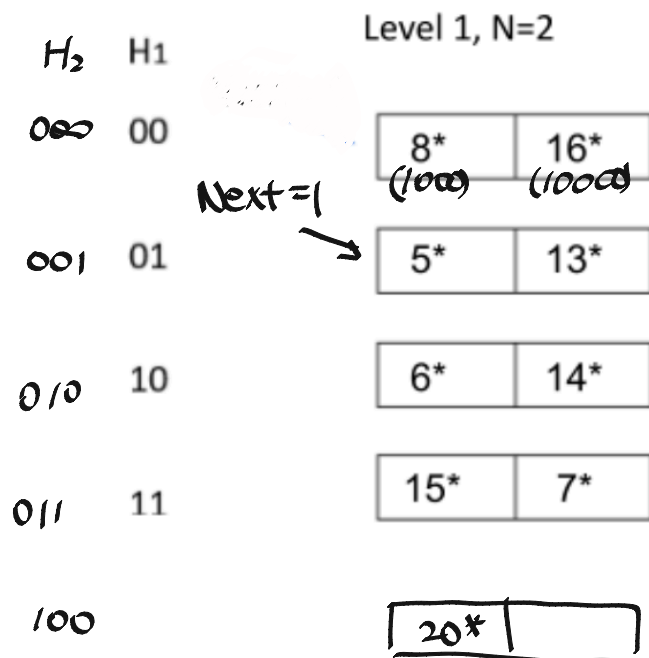 Level 1, N=2
H₂ H1
000 00 8* 16*
(1000) (10000)
Next=1
001 01 5* 13*
010 10 6* 14*
011 11 15* 7*
100 20*